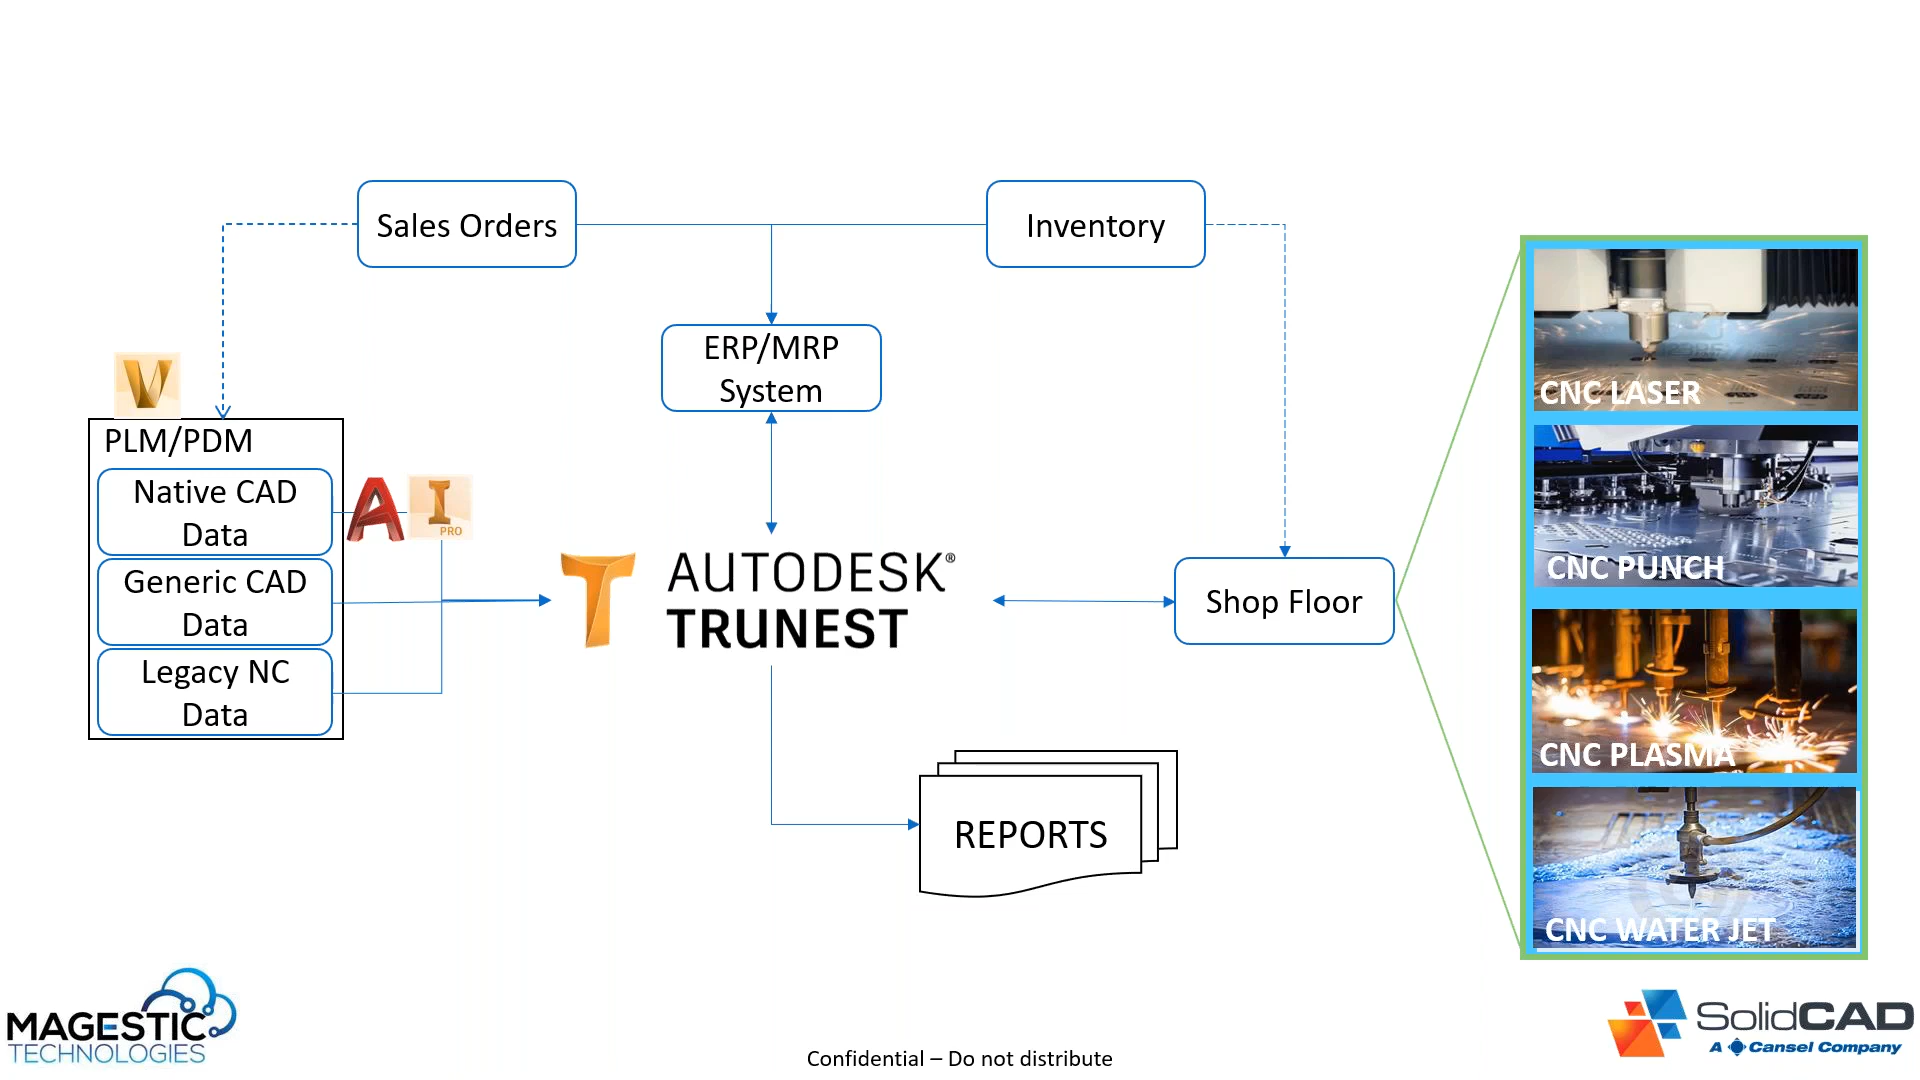 Sales Orders
Inventory
ERP/MRP
System
PLM/PDM
Native CAD
Data
Generic CAD
Data
Legacy NC
Data
PRO
AUTODESK®
TRUNEST
Shop Floor
REPORTS
CNC LASER
CNC PUNCH
CNC PLASMA
CNC WATER JET
MAGESTIC
TECHNOLOGIES
Confidential – Do not distribute
SolidCAD
A Cansel Company